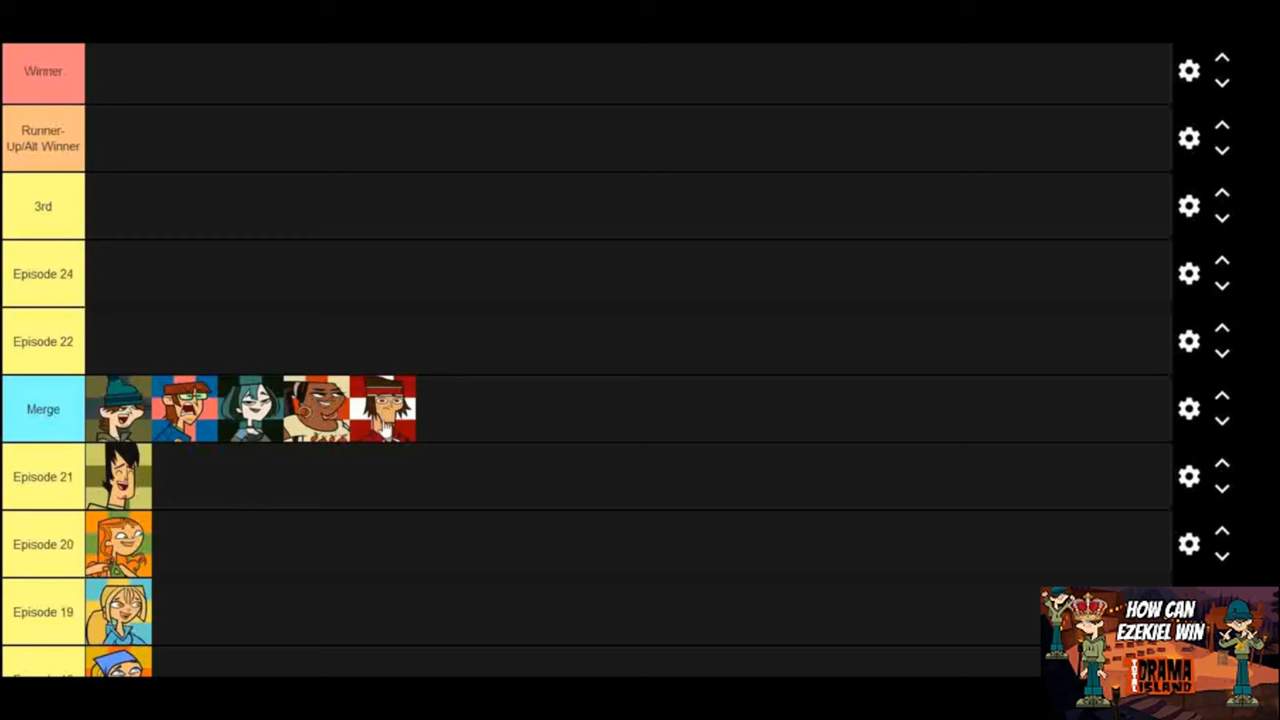 Winner
Runner-
Up/Alt Winner
3rd
Episode 24
Episode 22
Merge
Episode 21
Episode 20
Episode 19
HOW CAN
EZEKIEL WIN
TOTAL
DRAMA
ISLAND